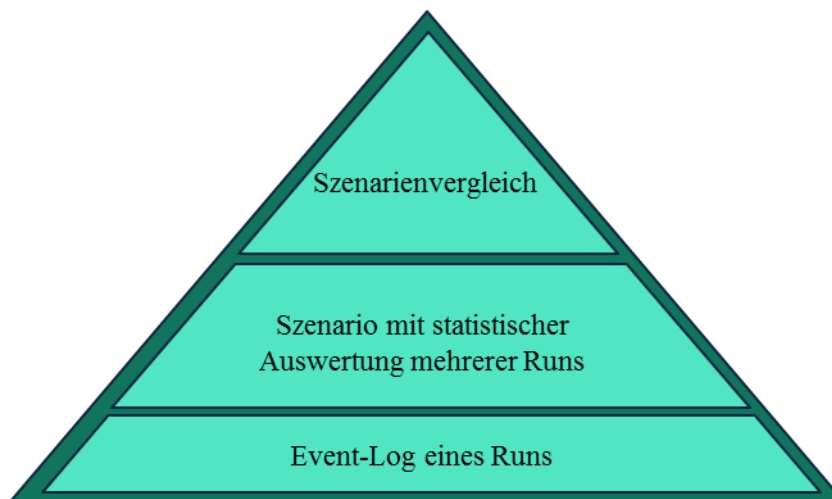 Szenarienvergleich
Szenario mit statistischer
Auswertung mehrerer Runs
Event-Log eines Runs